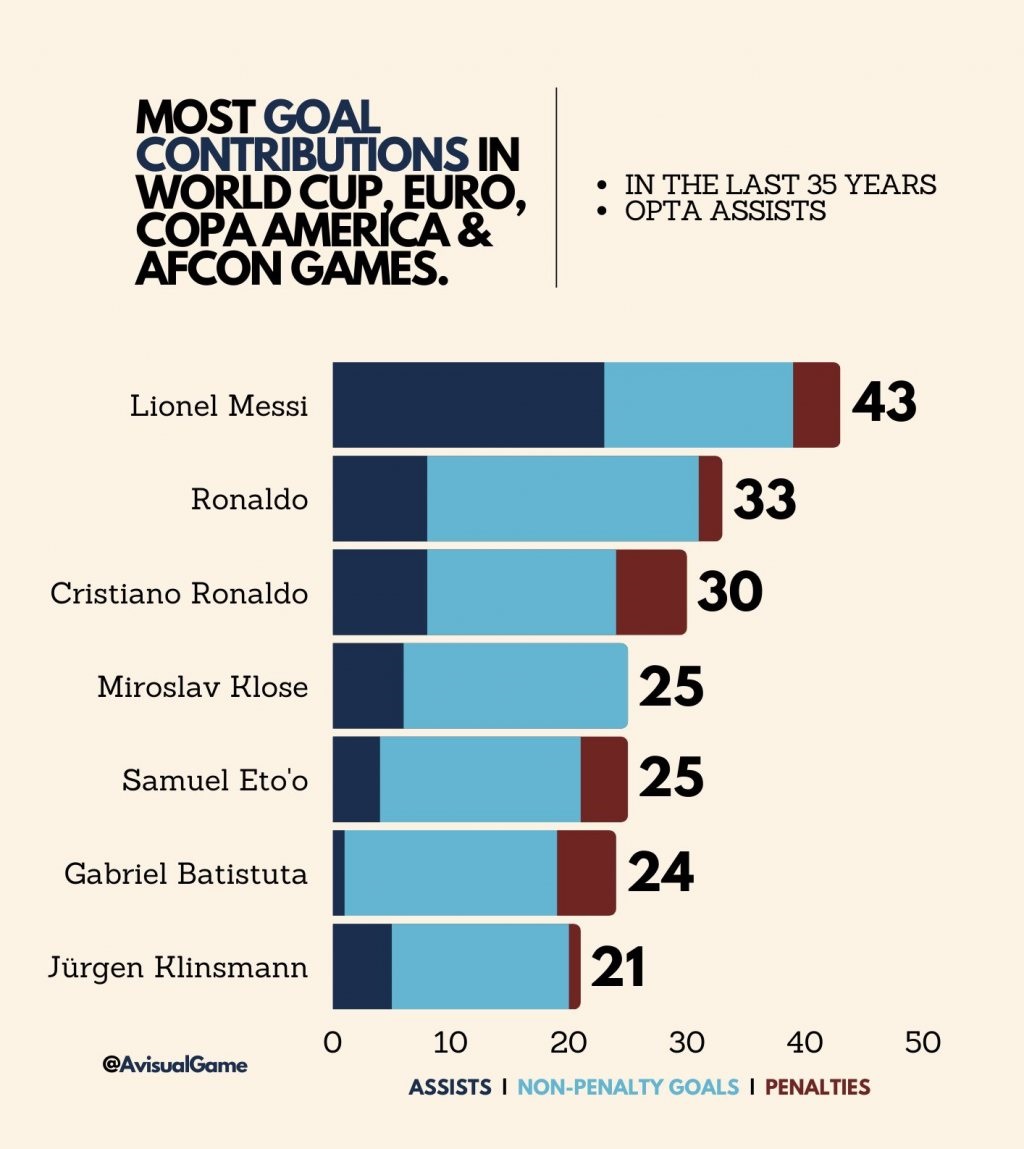 MOST GOAL
CONTRIBUTIONS IN
WORLD CUP, EURO,
COPA AMERICA &
AFCON GAMES.
• IN THE LAST 35 YEARS
• OPTA ASSISTS
Lionel Messi 43
Ronaldo 33
Cristiano Ronaldo 30
Miroslav Klose 25
Samuel Eto'o 25
Gabriel Batistuta 24
Jürgen Klinsmann 21
0 10 20 30 40 50
@AvisualGame
ASSISTS | NON-PENALTY GOALS | PENALTIES